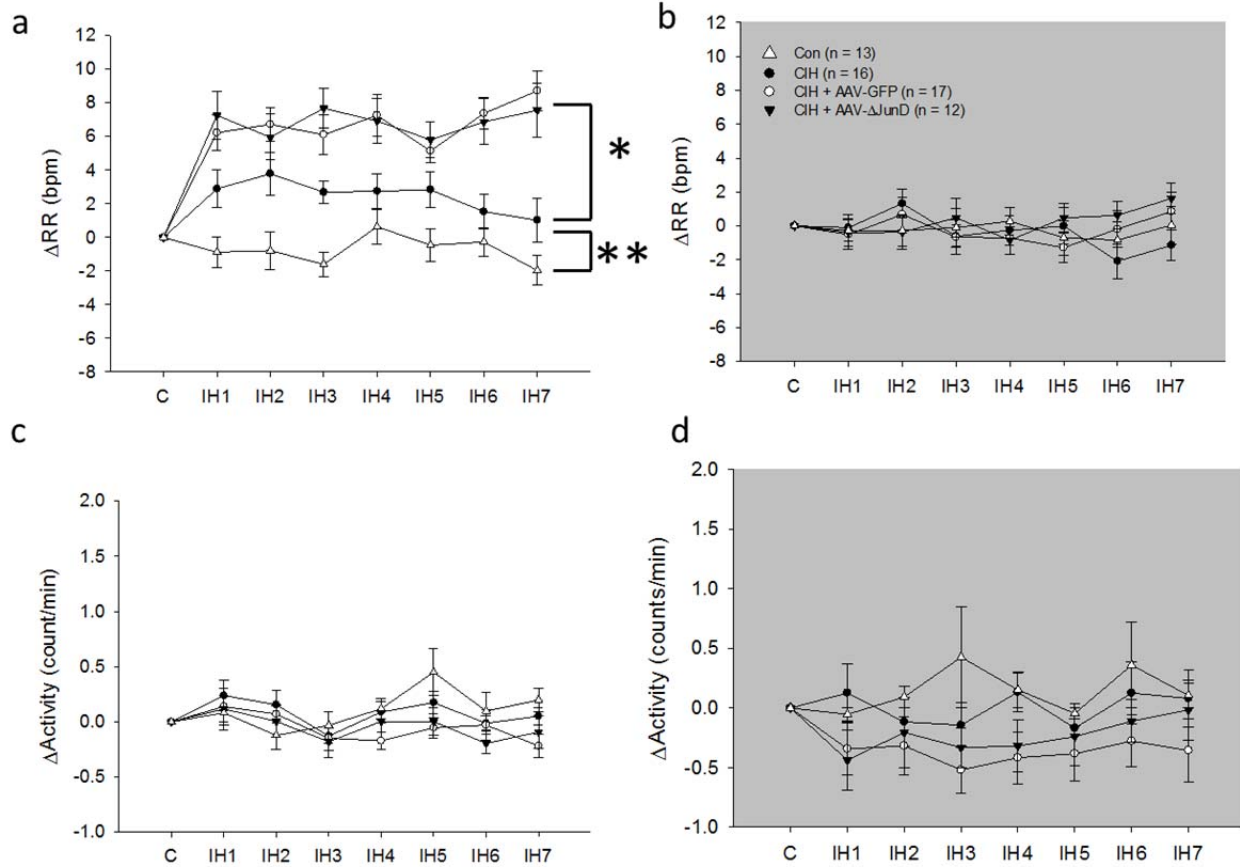 a
12
10
8
6
4
2
0
-2
-4
-6
-8
ΔRR (bpm)
C IH1 IH2 IH3 IH4 IH5 IH6 IH7
*
**
b
12
10
8
6
4
2
0
-2
-4
-6
-8
ΔRR (bpm)
Con (n = 13)
CIH (n = 16)
CIH + AAV-GFP (n = 17)
CIH + AAV-ΔJunD (n = 12)
C IH1 IH2 IH3 IH4 IH5 IH6 IH7
c
2.0
1.5
1.0
0.5
0.0
-0.5
-1.0
ΔActivity (count/min)
C IH1 IH2 IH3 IH4 IH5 IH6 IH7
d
2.0
1.5
1.0
0.5
0.0
-0.5
-1.0
ΔActivity (counts/min)
C IH1 IH2 IH3 IH4 IH5 IH6 IH7